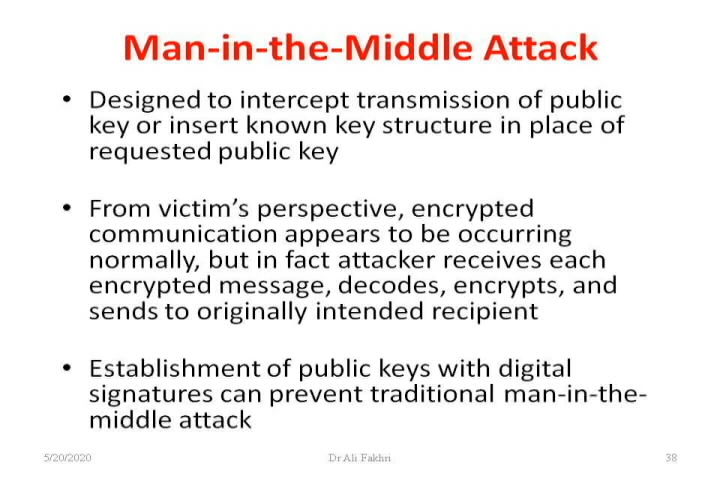 Man-in-the-Middle Attack
• Designed to intercept transmission of public
key or insert known key structure in place of
requested public key
• From victim’s perspective, encrypted
communication appears to be occurring
normally, but in fact attacker receives each
encrypted message, decodes, encrypts, and
sends to originally intended recipient
• Establishment of public keys with digital
signatures can prevent traditional man-in-the-
middle attack
5/20/2020 Dr Ali Fakhri 38